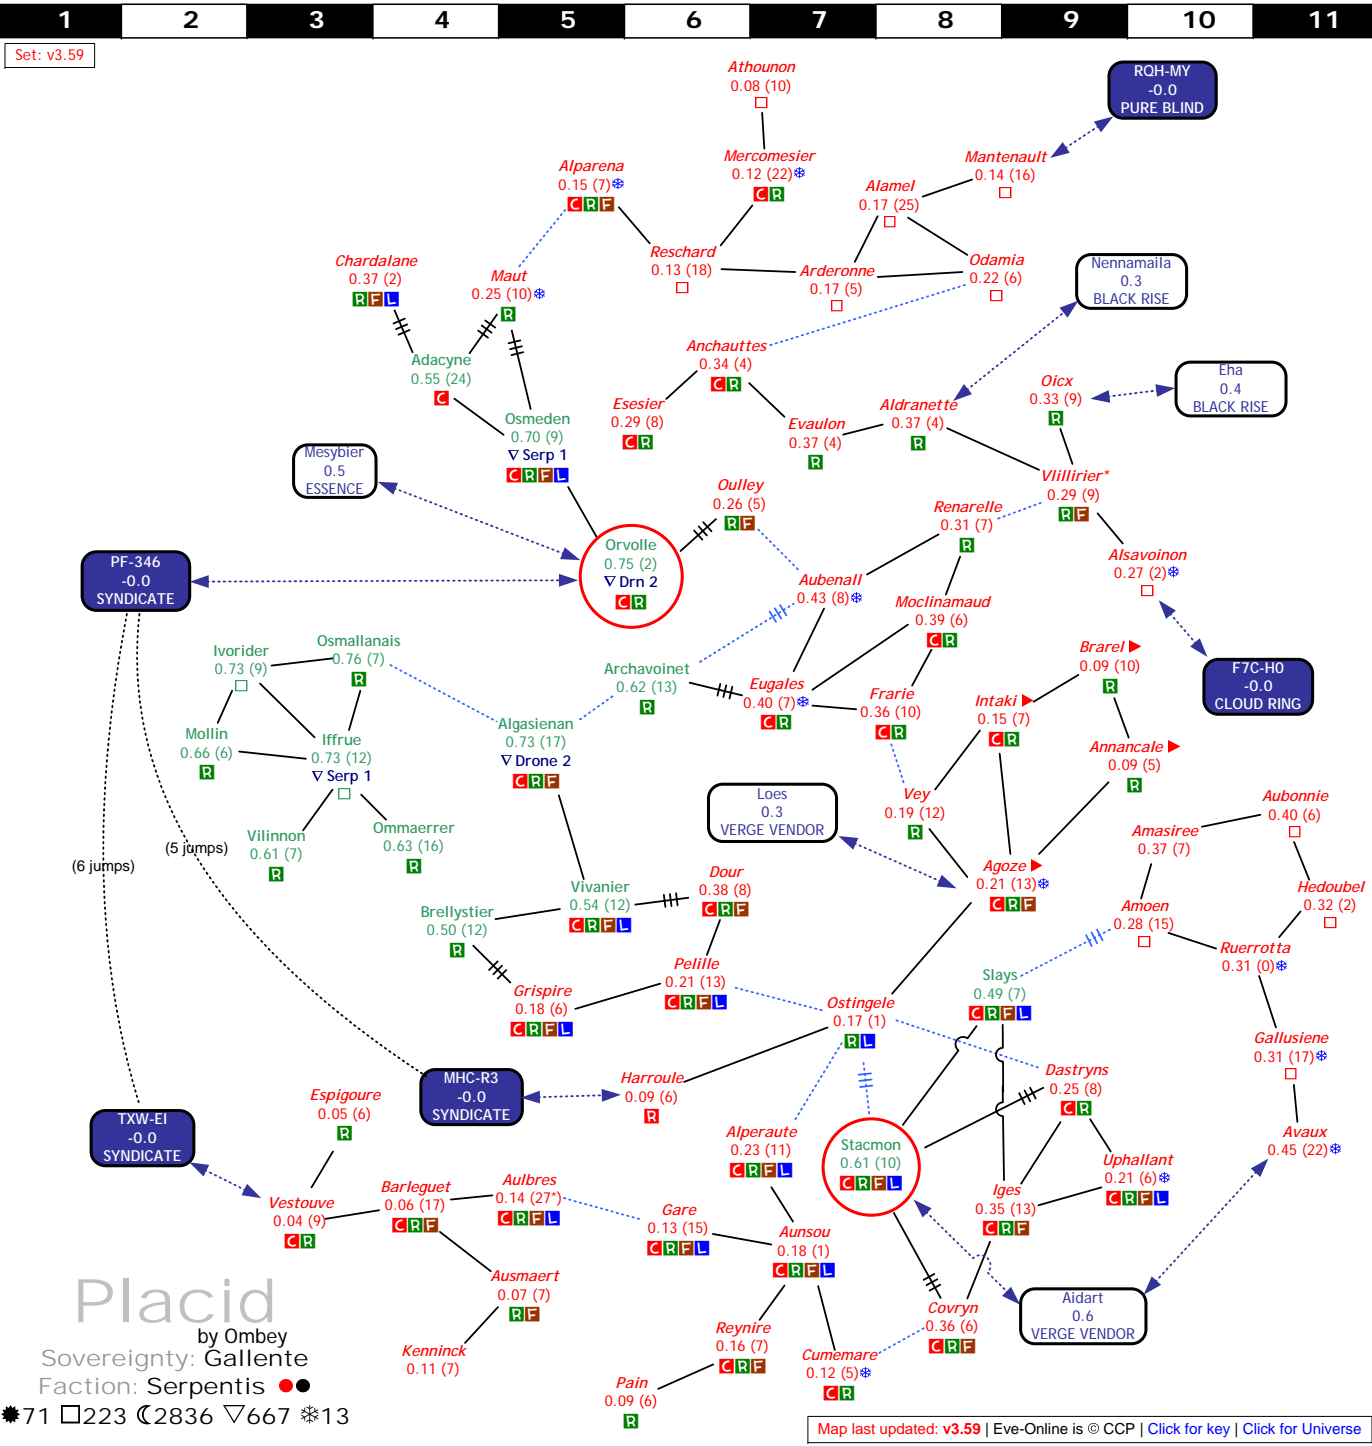 1 2 3 4 5 6 7 8 9 10 11
Set: v3.59
Athounon
0.08 (10)
RQH-MY
-0.0
PURE BLIND
Mercomesier
0.12 (22)
C R
Mantenault
0.14 (16)
Alparena
0.15 (7)
C R F
Alamel
0.17 (25)
Reschard
0.13 (18)
Arderonne
0.17 (5)
Odamia
0.22 (6)
Nennamaila
0.3
BLACK RISE
Chardalane
0.37 (2)
R F L
Maut
0.25 (10)
R
Adacyne
0.55 (24)
C
Anchauttes
0.34 (4)
C R
Eha
0.4
BLACK RISE
Oicx
0.33 (9)
R
Esesier
0.29 (8)
C R
Evaulon
0.37 (4)
R
Aldranette
0.37 (4)
R
Osmeden
0.70 (9)
▽ Serp 1
C R F L
Mesybier
0.5
ESSENCE
Vlillirier*
0.29 (9)
R F
Oulley
0.26 (5)
R F
Renarelle
0.31 (7)
R
Orvolle
0.75 (2)
▽ Drn 2
C R
Alsavoinon
0.27 (2)
PF-346
-0.0
SYNDICATE
Aubenall
0.43 (8)
Moclinamaud
0.39 (6)
C R
Ivorider
0.73 (9)
Osmallanais
0.76 (7)
R
Archavoinet
0.62 (13)
R
Eugales
0.40 (7)
C R
Frarie
0.36 (10)
C R
Intaki
0.15 (7)
C R
Brarel
0.09 (10)
R
F7C-H0
-0.0
CLOUD RING
Mollin
0.66 (6)
R
Iffrue
0.73 (12)
▽ Serp 1
Algasienan
0.73 (17)
▽ Drone 2
C R F
Annancale
0.09 (5)
R
Loes
0.3
VERGE VENDOR
Vey
0.19 (12)
R
Aubonnie
0.40 (6)
Vilinnon
0.61 (7)
R
Ommaerrer
0.63 (16)
R
(5 jumps)
(6 jumps)
Amasiree
0.37 (7)
Agoze
0.21 (13)
C R F
Dour
0.38 (8)
C R F
Vivanier
0.54 (12)
C R F L
Brellystier
0.50 (12)
R
Hedoubel
0.32 (2)
Amoen
0.28 (15)
Ruerrotta
0.31 (0)
Pelille
0.21 (13)
C R F L
Slays
0.49 (7)
C R F L
Grispire
0.18 (6)
C R F L
Ostingele
0.17 (1)
R L
Gallusiene
0.31 (17)
MHC-R3
-0.0
SYNDICATE
Harroule
0.09 (6)
R
Dastryns
0.25 (8)
C R
Espigoure
0.05 (6)
R
TXW-EI
-0.0
SYNDICATE
Alperaute
0.23 (11)
C R F L
Stacmon
0.61 (10)
C R F L
Avaux
0.45 (22)
Uphallant
0.21 (6)
C R F L
Vestouve
0.04 (9)
C R
Barleguet
0.06 (17)
C R F
Aulbres
0.14 (27*)
C R F L
Gare
0.13 (15)
C R F L
Iges
0.35 (13)
C R F
Aunsou
0.18 (1)
C R F L
Ausmaert
0.07 (7)
R F
Aidart
0.6
VERGE VENDOR
Covryn
0.36 (6)
C R F
Reynire
0.16 (7)
C R F
Kenninck
0.11 (7)
Cumemare
0.12 (5)
C R
Pain
0.09 (6)
R
Placid
by Ombey
Sovereignty: Gallente
Faction: Serpentis
71 □223 ☾2836 ▽667 ❄13
Map last updated: v3.59 | Eve-Online is © CCP | Click for key | Click for Universe